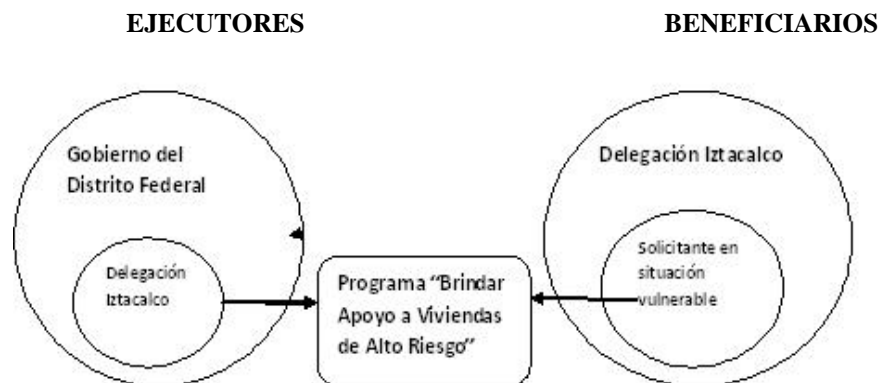 EJECUTORES
BENEFICIARIOS
Gobierno del
Distrito Federal
Delegación
Iztacalco
Programa “Brindar
Apoyo a Viviendas
de Alto Riesgo”
Delegación Iztacalco
Solicitante en
situación
vulnerable